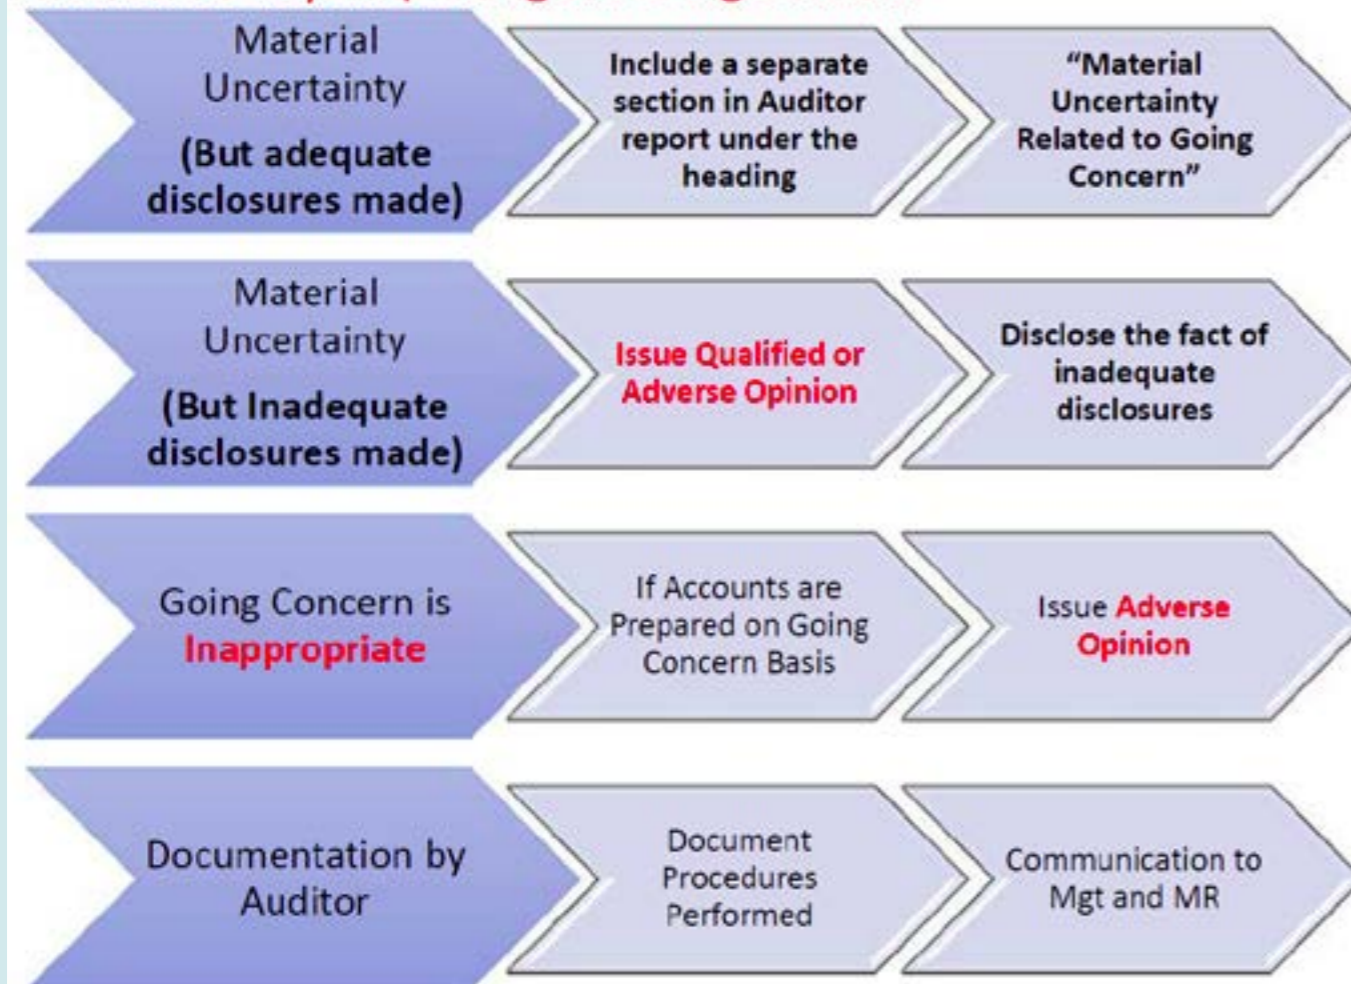 Material
Uncertainty
(But adequate
disclosures made)
Include a separate
section in Auditor
report under the
heading
“Material
Uncertainty
Related to Going
Concern”
Material
Uncertainty
(But Inadequate
disclosures made)
Issue Qualified or
Adverse Opinion
Disclose the fact of
inadequate
disclosures
Going Concern is
Inappropriate
If Accounts are
Prepared on Going
Concern Basis
Issue Adverse
Opinion
Documentation by
Auditor
Document
Procedures
Performed
Communication to
Mgt and MR